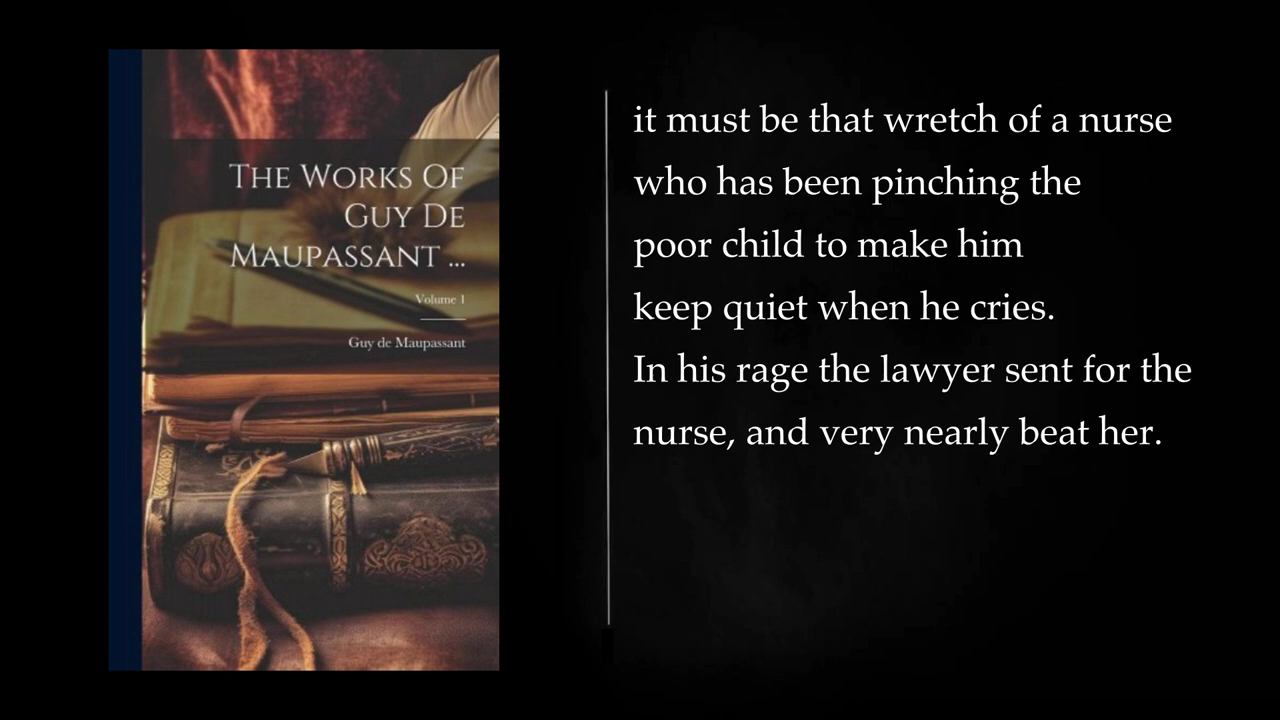 The Works Of
Guy De
Maupassant ...
Volume 1
Guy de Maupassant
it must be that wretch of a nurse
who has been pinching the
poor child to make him
keep quiet when he cries.
In his rage the lawyer sent for the
nurse, and very nearly beat her.